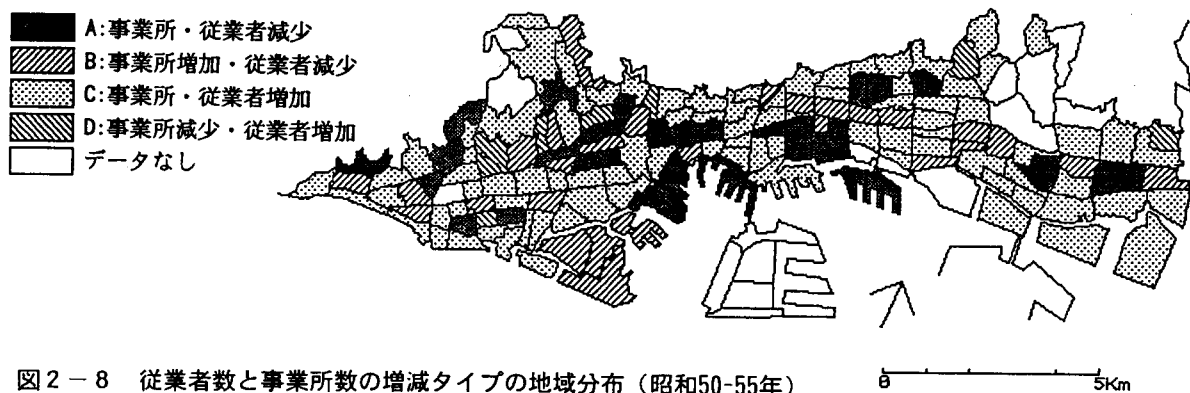 A:事業所・従業者減少
B:事業所増加・従業者減少
C:事業所・従業者増加
D:事業所減少・従業者増加
データなし
図2－8 従業者数と事業所数の増減タイプの地域分布（昭和50-55年）
0 5Km